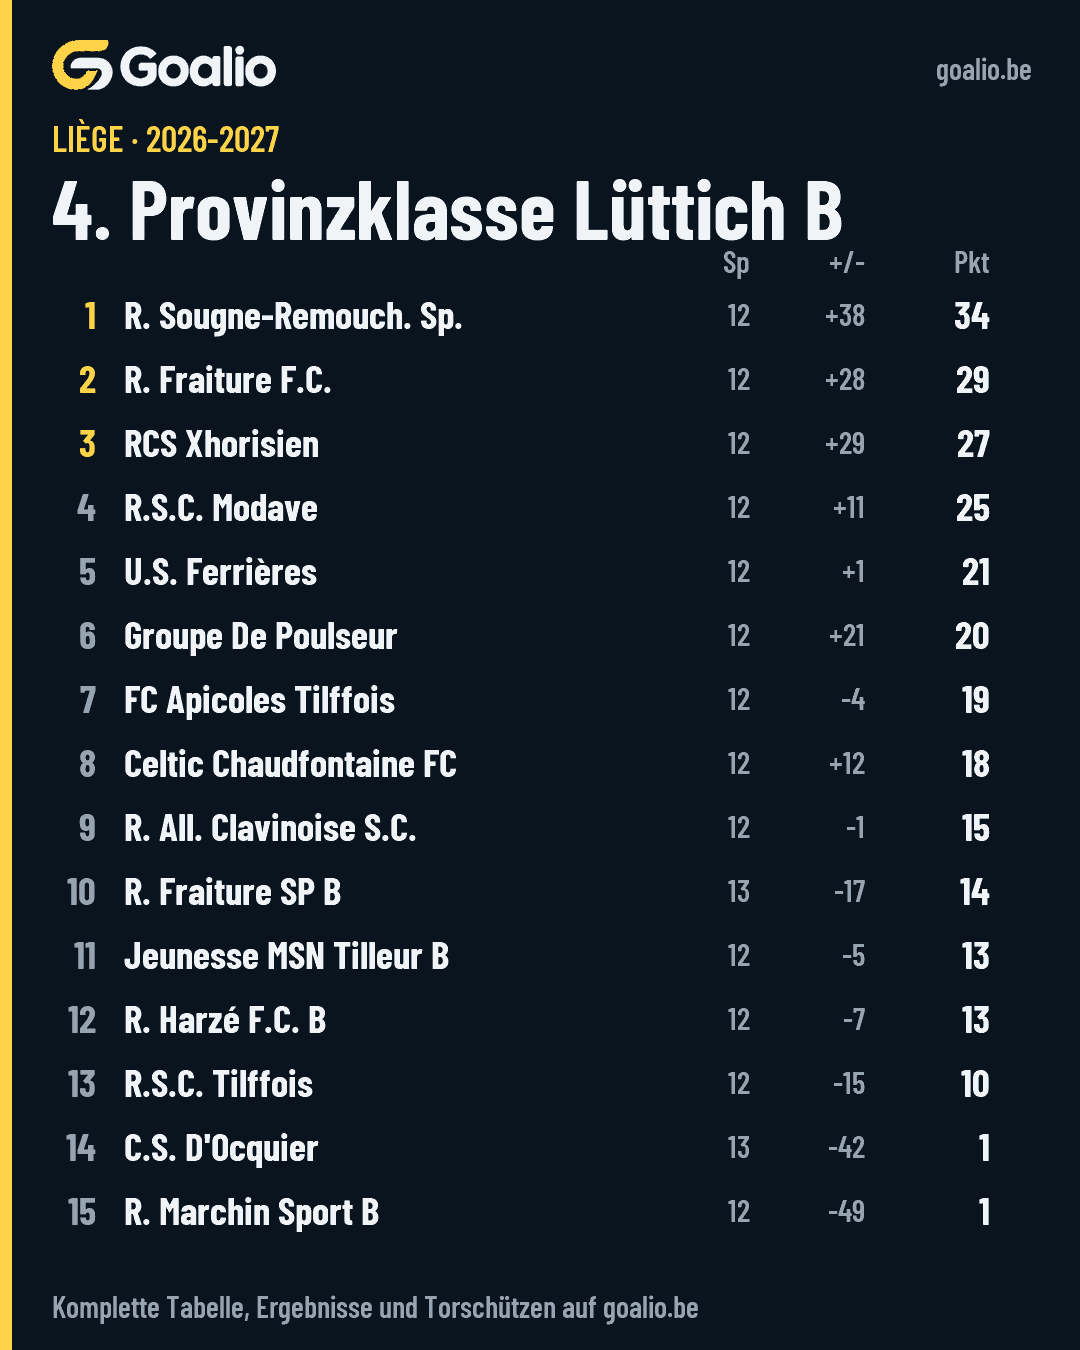 Goalio
goalio.be
LIÈGE · 2026-2027
4. Provinzklasse Lüttich B
Sp +/- Pkt
1 R. Sougne-Remouch. Sp. 12 +38 34
2 R. Fraiture F.C. 12 +28 29
3 RCS Xhorisien 12 +29 27
4 R.S.C. Modave 12 +11 25
5 U.S. Ferrières 12 +1 21
6 Groupe De Poulseur 12 +21 20
7 FC Apicoles Tilffois 12 -4 19
8 Celtic Chaudfontaine FC 12 +12 18
9 R. All. Clavinoise S.C. 12 -1 15
10 R. Fraiture SP B 13 -17 14
11 Jeunesse MSN Tilleur B 12 -5 13
12 R. Harzé F.C. B 12 -7 13
13 R.S.C. Tilffois 12 -15 10
14 C.S. D'Ocquier 13 -42 1
15 R. Marchin Sport B 12 -49 1
Komplette Tabelle, Ergebnisse und Torschützen auf goalio.be